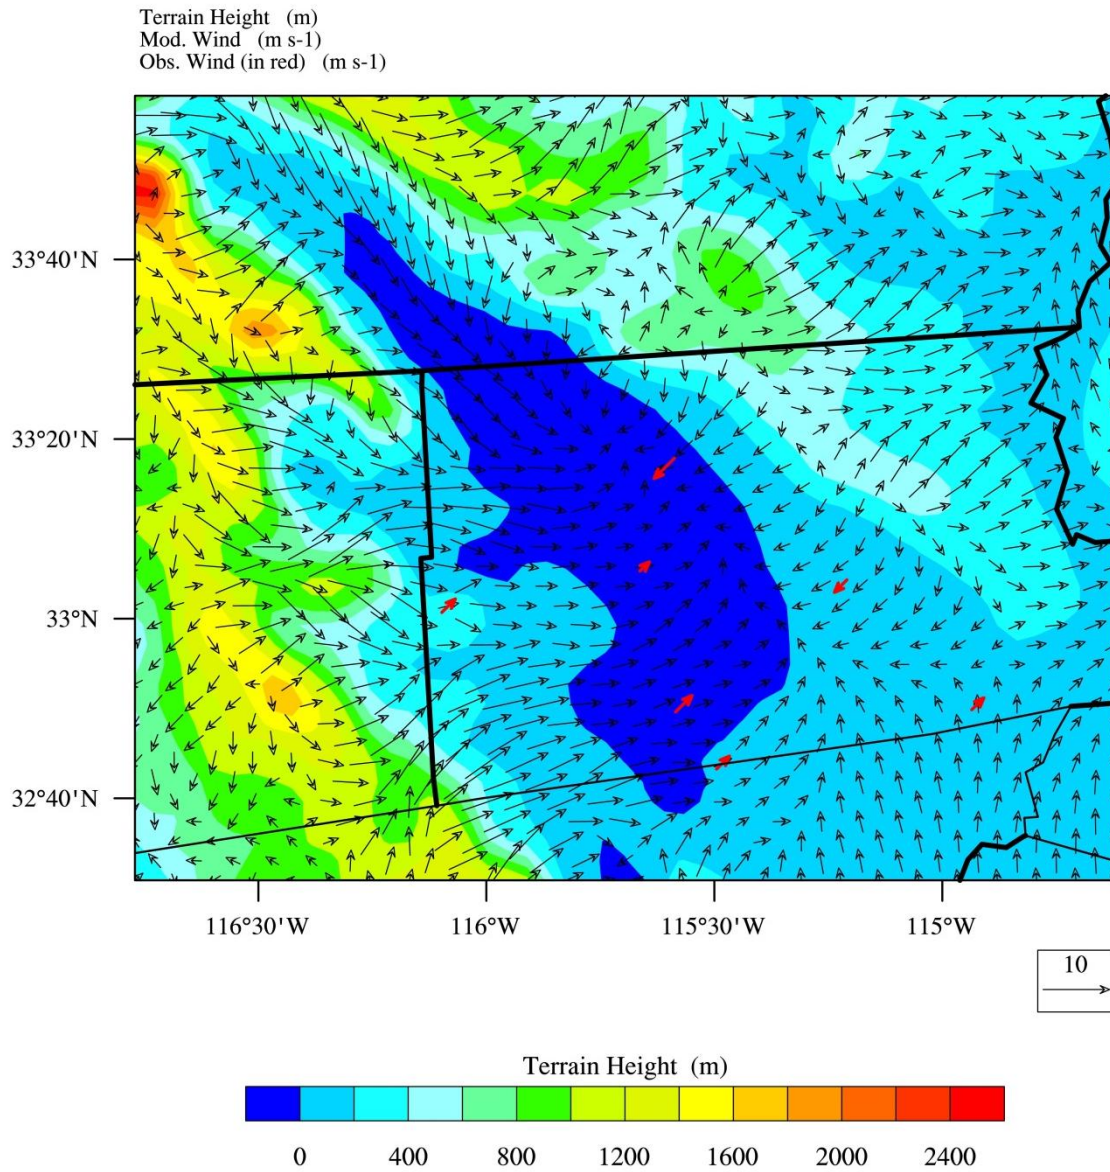 Terrain Height (m)
Mod. Wind (m s-1)
Obs. Wind (in red) (m s-1)
33°40'N
33°20'N
33°N
32°40'N
116°30'W 116°W 115°30'W 115°W
10
Terrain Height (m)
0 400 800 1200 1600 2000 2400